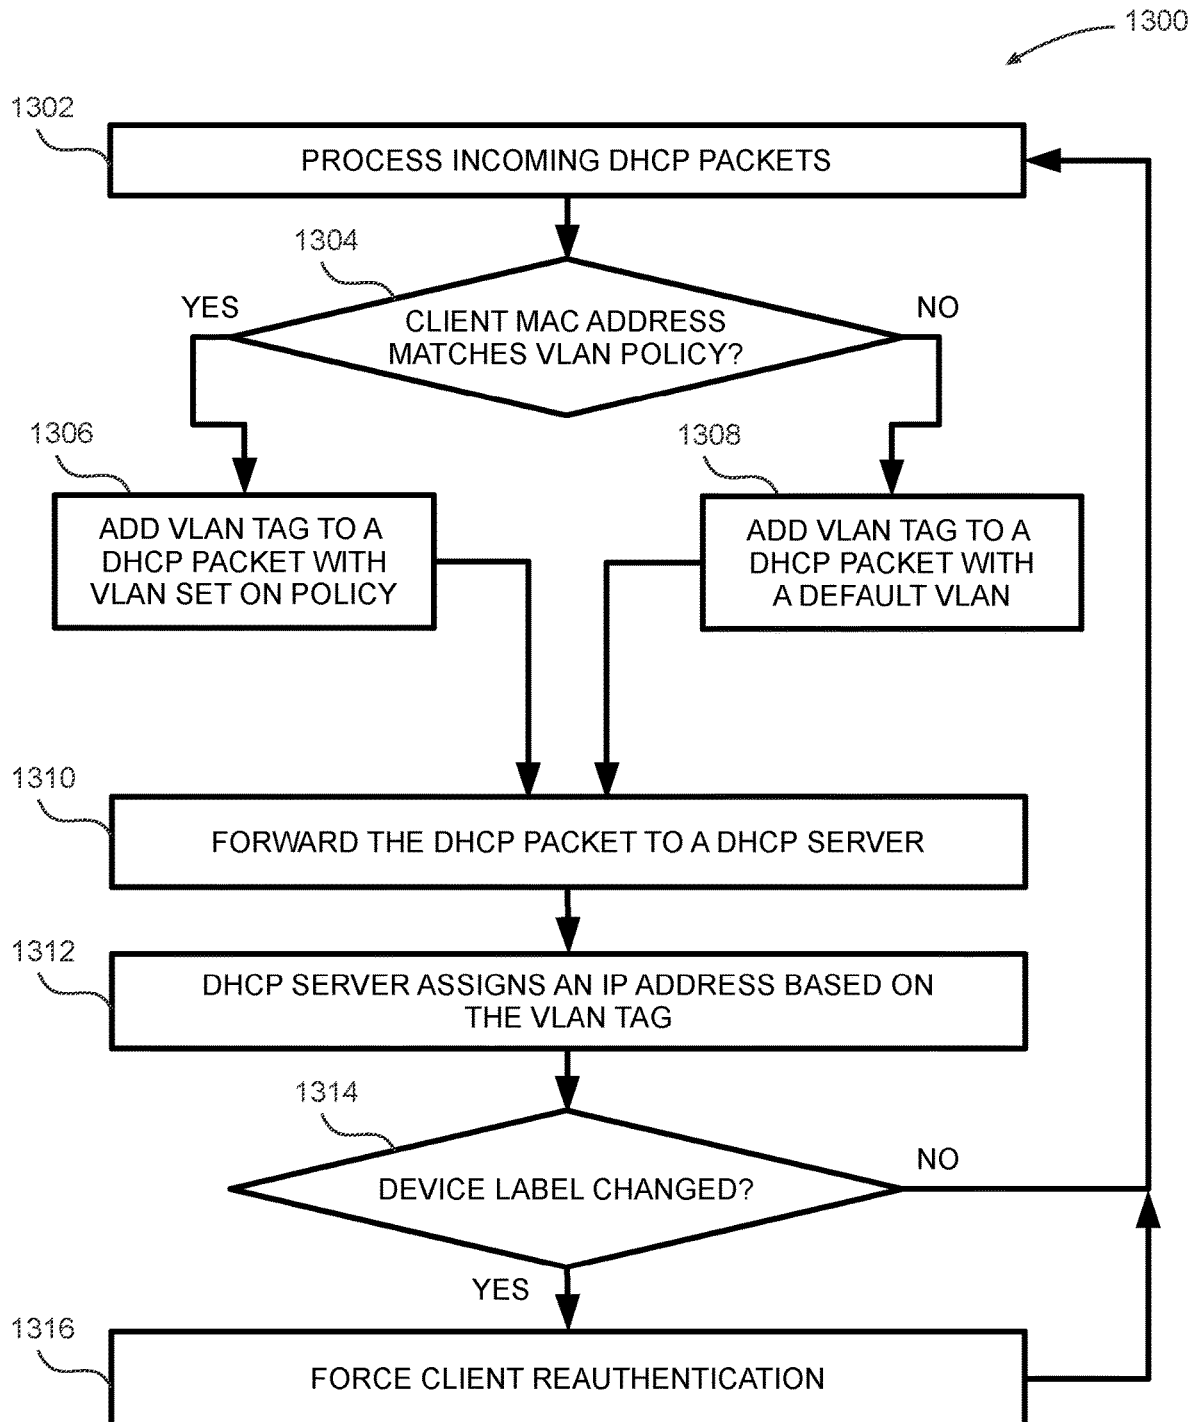 1300
1302
PROCESS INCOMING DHCP PACKETS
1304
YES
NO
CLIENT MAC ADDRESS
MATCHES VLAN POLICY?
1306
1308
ADD VLAN TAG TO A
DHCP PACKET WITH
VLAN SET ON POLICY
ADD VLAN TAG TO A
DHCP PACKET WITH
A DEFAULT VLAN
1310
FORWARD THE DHCP PACKET TO A DHCP SERVER
1312
DHCP SERVER ASSIGNS AN IP ADDRESS BASED ON
THE VLAN TAG
1314
NO
DEVICE LABEL CHANGED?
YES
1316
FORCE CLIENT REAUTHENTICATION